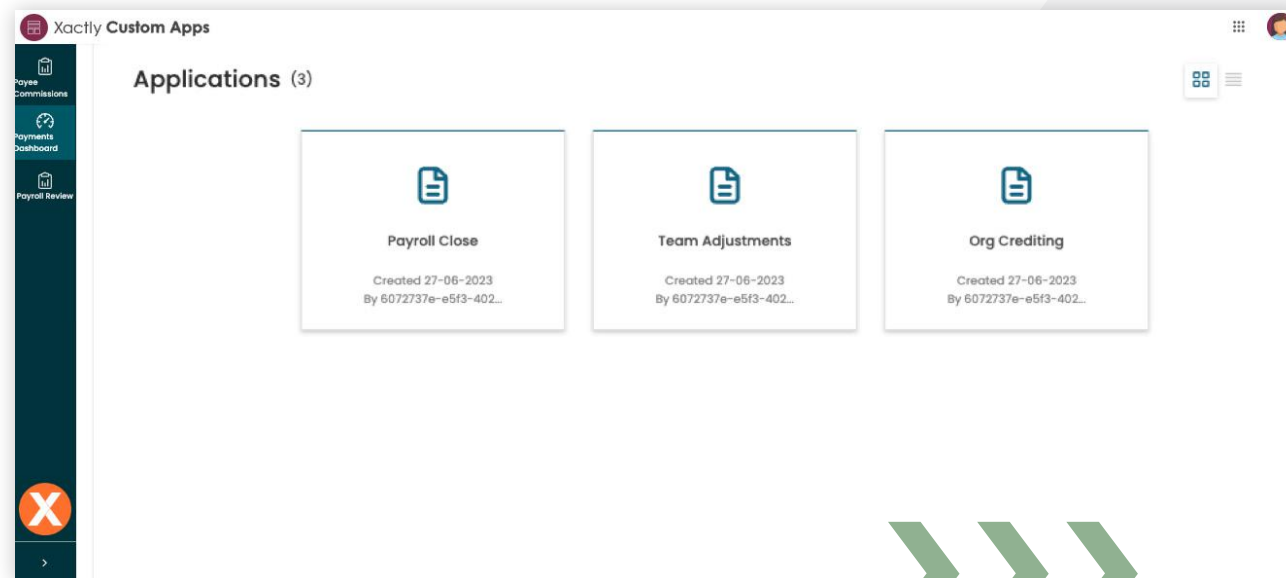 Xactly Custom Apps
Payee
Commissions
Payments
Dashboard
Payroll Review
X
Applications (3)
Payroll Close
Created 27-06-2023
By 6072737e-e5f3-402...
Team Adjustments
Created 27-06-2023
By 6072737e-e5f3-402...
Org Crediting
Created 27-06-2023
By 6072737e-e5f3-402...